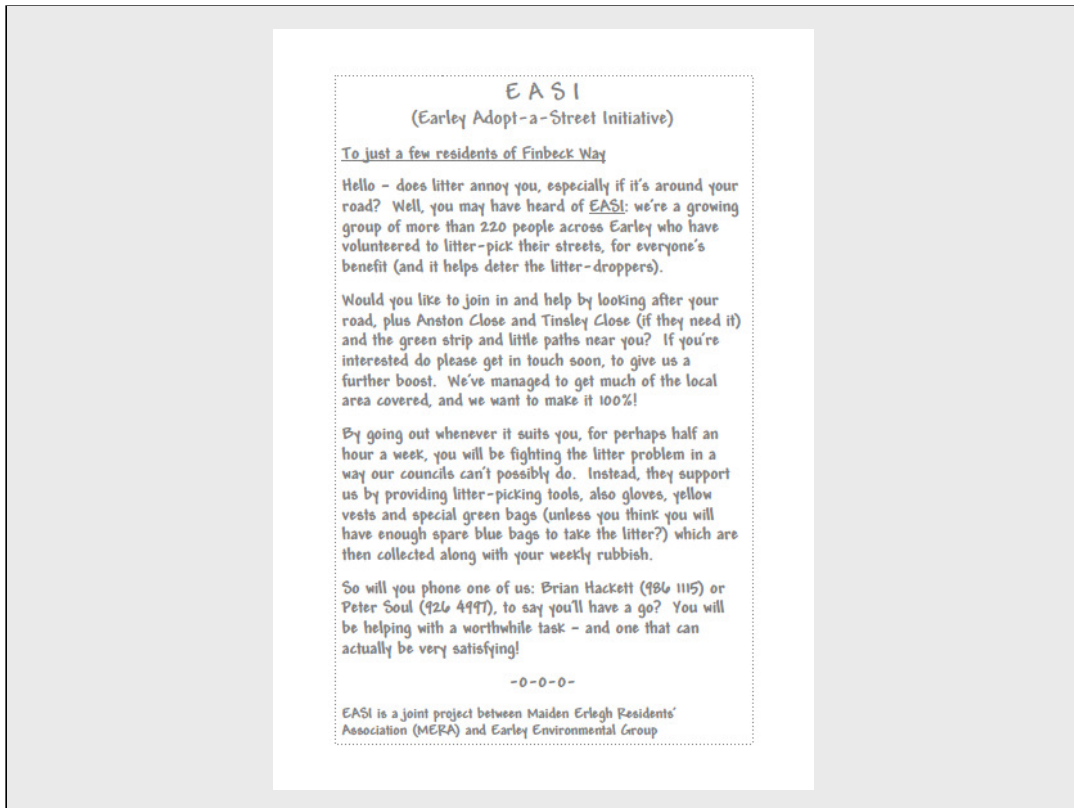 E A S I
(Earley Adopt-a-Street Initiative)
To just a few residents of Finbeck Way
Hello - does litter annoy you, especially if it's around your
road? Well, you may have heard of EASI: we're a growing
group of more than 220 people across Earley who have
volunteered to litter-pick their streets, for everyone's
benefit (and it helps deter the litter-droppers).
Would you like to join in and help by looking after your
road, plus Anston Close and Tinsley Close (if they need it)
and the green strip and little paths near you? If you're
interested do please get in touch soon, to give us a
further boost. We've managed to get much of the local
area covered, and we want to make it 100%!
By going out whenever it suits you, for perhaps half an
hour a week, you will be fighting the litter problem in a
way our councils can't possibly do. Instead, they support
us by providing litter-picking tools, also gloves, yellow
vests and special green bags (unless you think you will
have enough spare blue bags to take the litter?) which are
then collected along with your weekly rubbish.
So will you phone one of us: Brian Hackett (986 1115) or
Peter Soul (926 4997), to say you'll have a go? You will
be helping with a worthwhile task - and one that can
actually be very satisfying!
-o-o-o-
EASI is a joint project between Maiden Erlegh Residents'
Association (MERA) and Earley Environmental Group